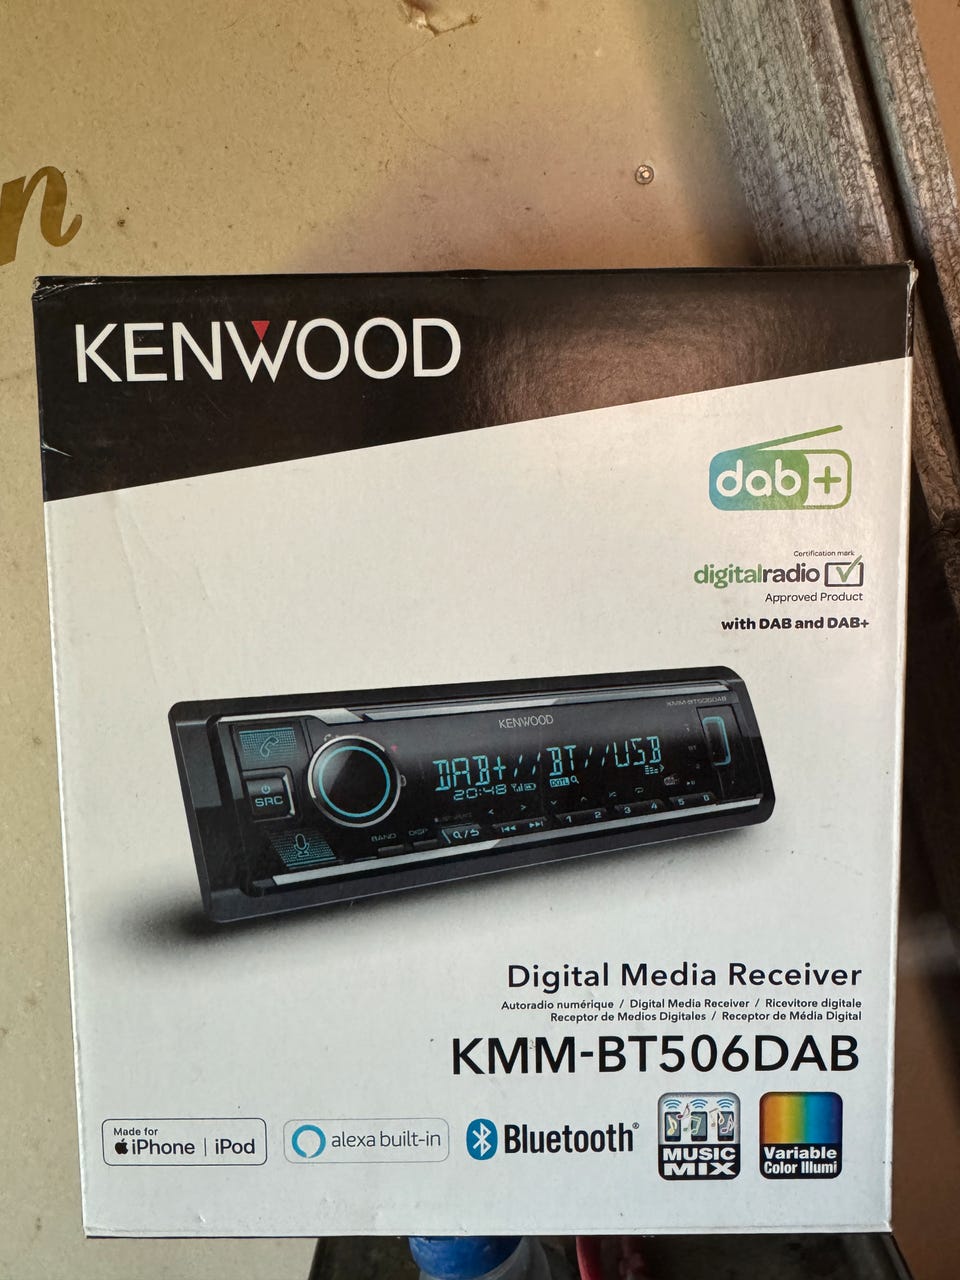 n
KENWOOD
dab+
Certification mark
digitalradio
Approved Product
with DAB and DAB+
KMM-BT506DAB
KENWOOD
DAB+//BT//USB
20:48
DGTL
SRC
BAND DISP
1 2 3 4 5 6
Digital Media Receiver
Autoradio numérique / Digital Media Receiver / Ricevitore digitale
Receptor de Medios Digitales / Receptor de Média Digital
KMM-BT506DAB
Made for
iPhone | iPod
alexa built-in
Bluetooth®
MUSIC
MIX
Variable
Color Illumi